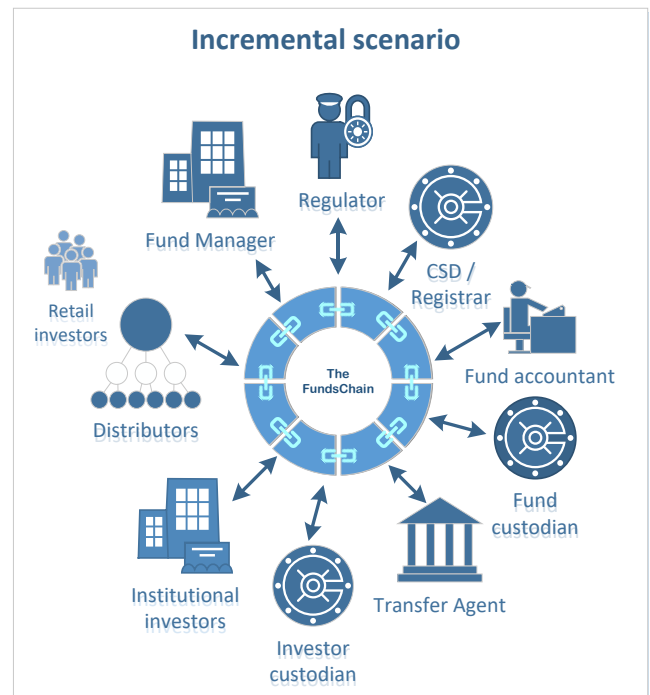 Incremental scenario
Regulator
Fund Manager
CSD /
Registrar
Retail
investors
Fund accountant
The
FundsChain
Distributors
Fund
custodian
Institutional
investors
Transfer Agent
Investor
custodian